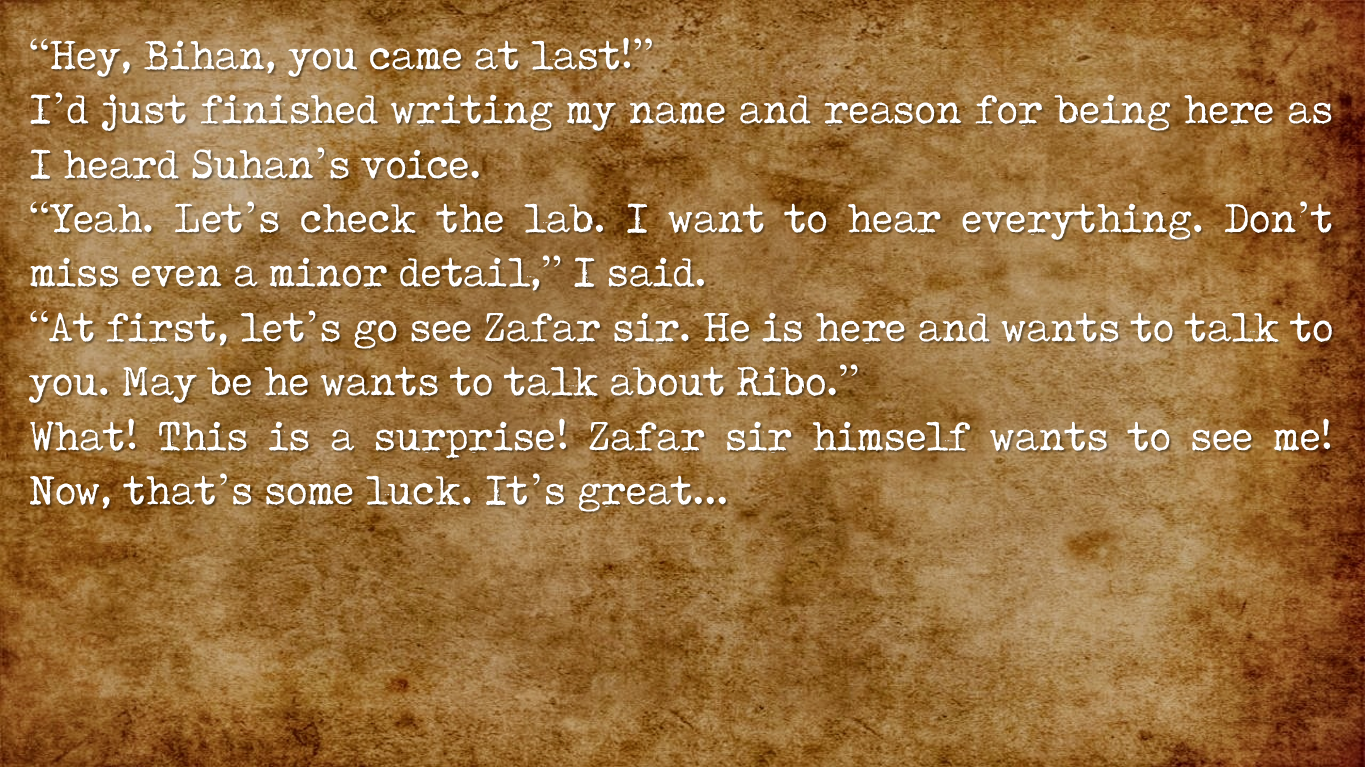 “Hey, Bihan, you came at last!”
I’d just finished writing my name and reason for being here as
I heard Suhan’s voice.
“Yeah. Let’s check the lab. I want to hear everything. Don’t
miss even a minor detail,” I said.
“At first, let’s go see Zafar sir. He is here and wants to talk to
you. May be he wants to talk about Ribo.”
What! This is a surprise! Zafar sir himself wants to see me!
Now, that’s some luck. It’s great...